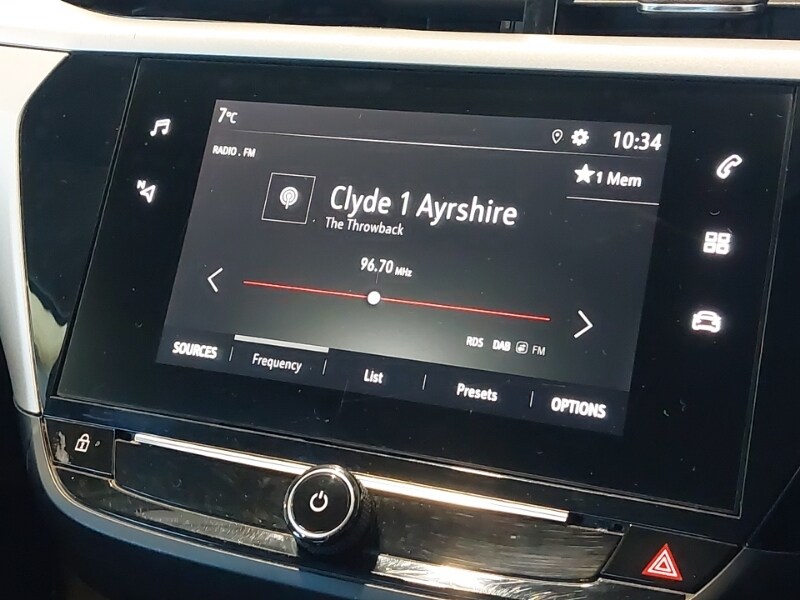 7°C
10:34
RADIO . FM
1 Mem
N
Clyde 1 Ayrshire
The Throwback
96.70 MHz
RDS DAB FM
SOURCES
Frequency
List
Presets
OPTIONS